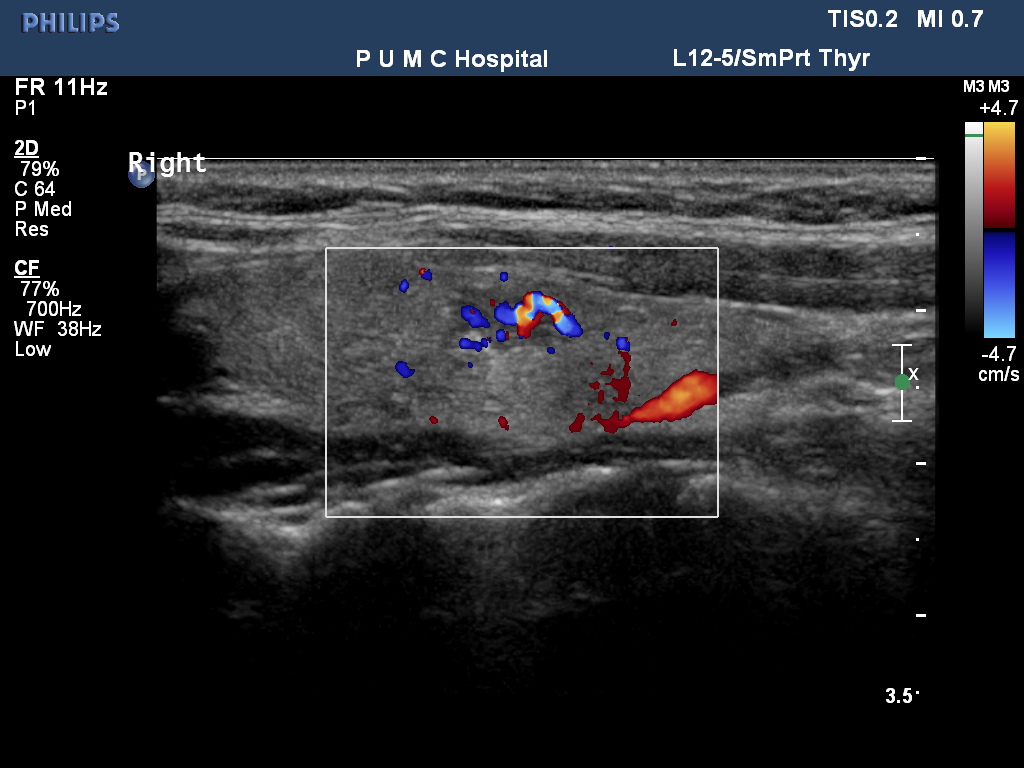 PHILIPS
TIS0.2 MI 0.7
P U M C Hospital
L12-5/SmPrt Thyr
FR 11Hz
P1
2D
79%
C 64
P Med
Res
CF
77%
700Hz
WF 38Hz
Low
Right
P
M3 M3
+4.7
-4.7
cm/s
x
3.5